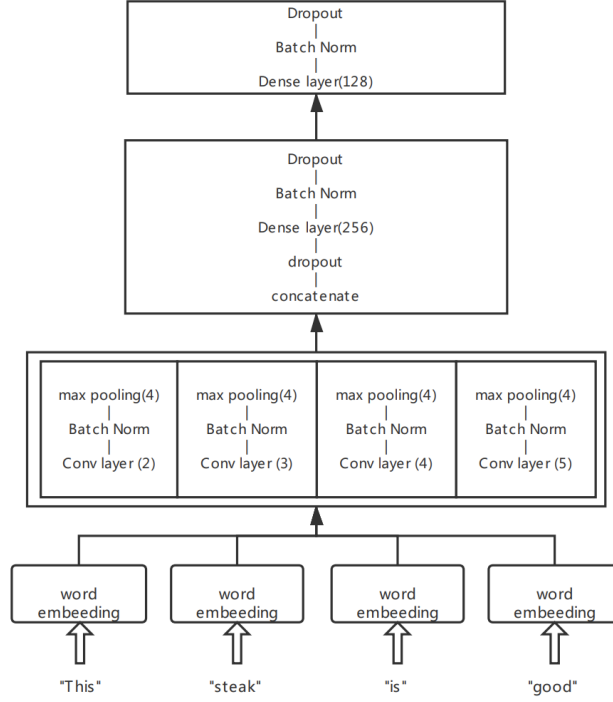 Dropout
|
Batch Norm
|
Dense layer(128)
Dropout
|
Batch Norm
|
Dense layer(256)
|
dropout
|
concatenate
max pooling(4) max pooling(4) max pooling(4) max pooling(4)
| | | |
Batch Norm Batch Norm Batch Norm Batch Norm
| | | |
Conv layer (2) Conv layer (3) Conv layer (4) Conv layer (5)
word word word word
embeeding embeeding embeeding embeeding
"This" "steak" "is" "good"